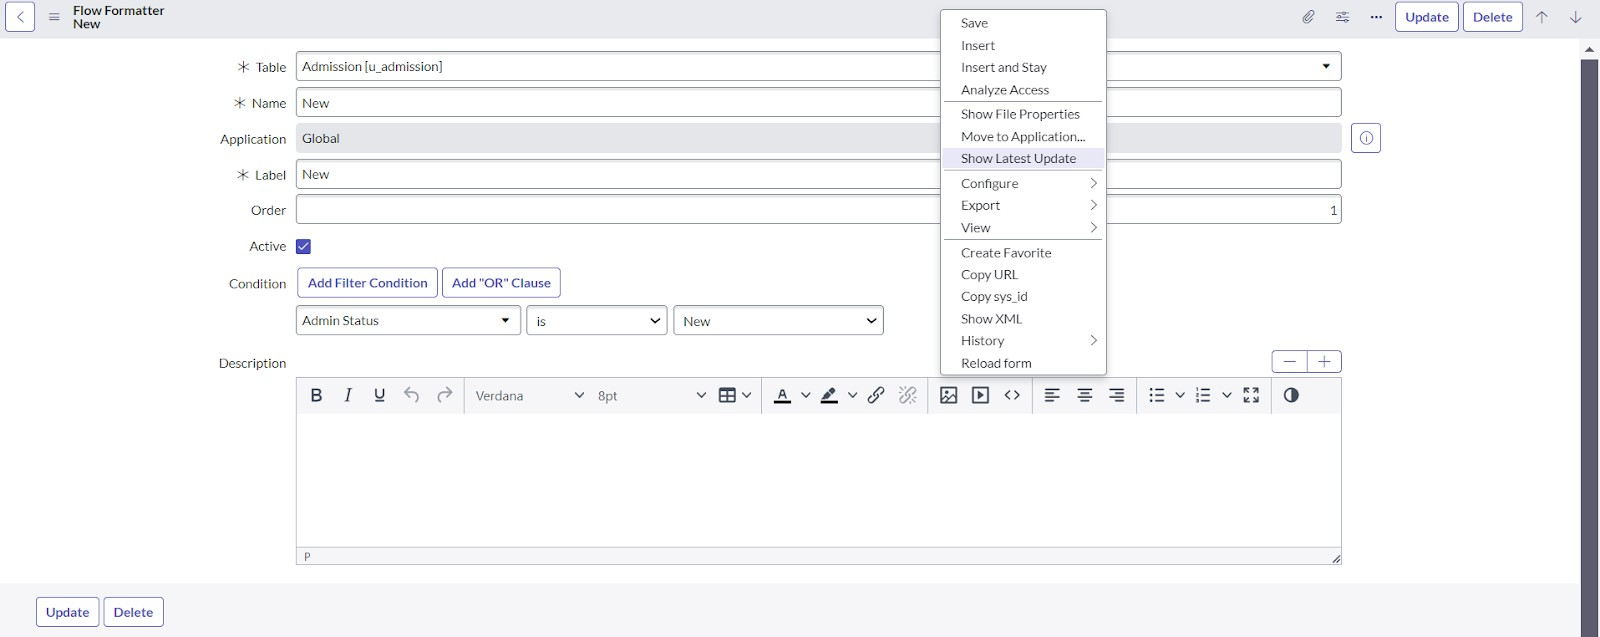 Flow Formatter
New
Update
Delete
Table
Admission [u_admission]
Name
New
Application
Global
Label
New
Order
1
Active
Condition
Add Filter Condition
Add "OR" Clause
Admin Status
is
New
Description
B I U
Verdana
8pt
A
P
Update
Delete
Save
Insert
Insert and Stay
Analyze Access
Show File Properties
Move to Application...
Show Latest Update
Configure
Export
View
Create Favorite
Copy URL
Copy sys_id
Show XML
History
Reload form